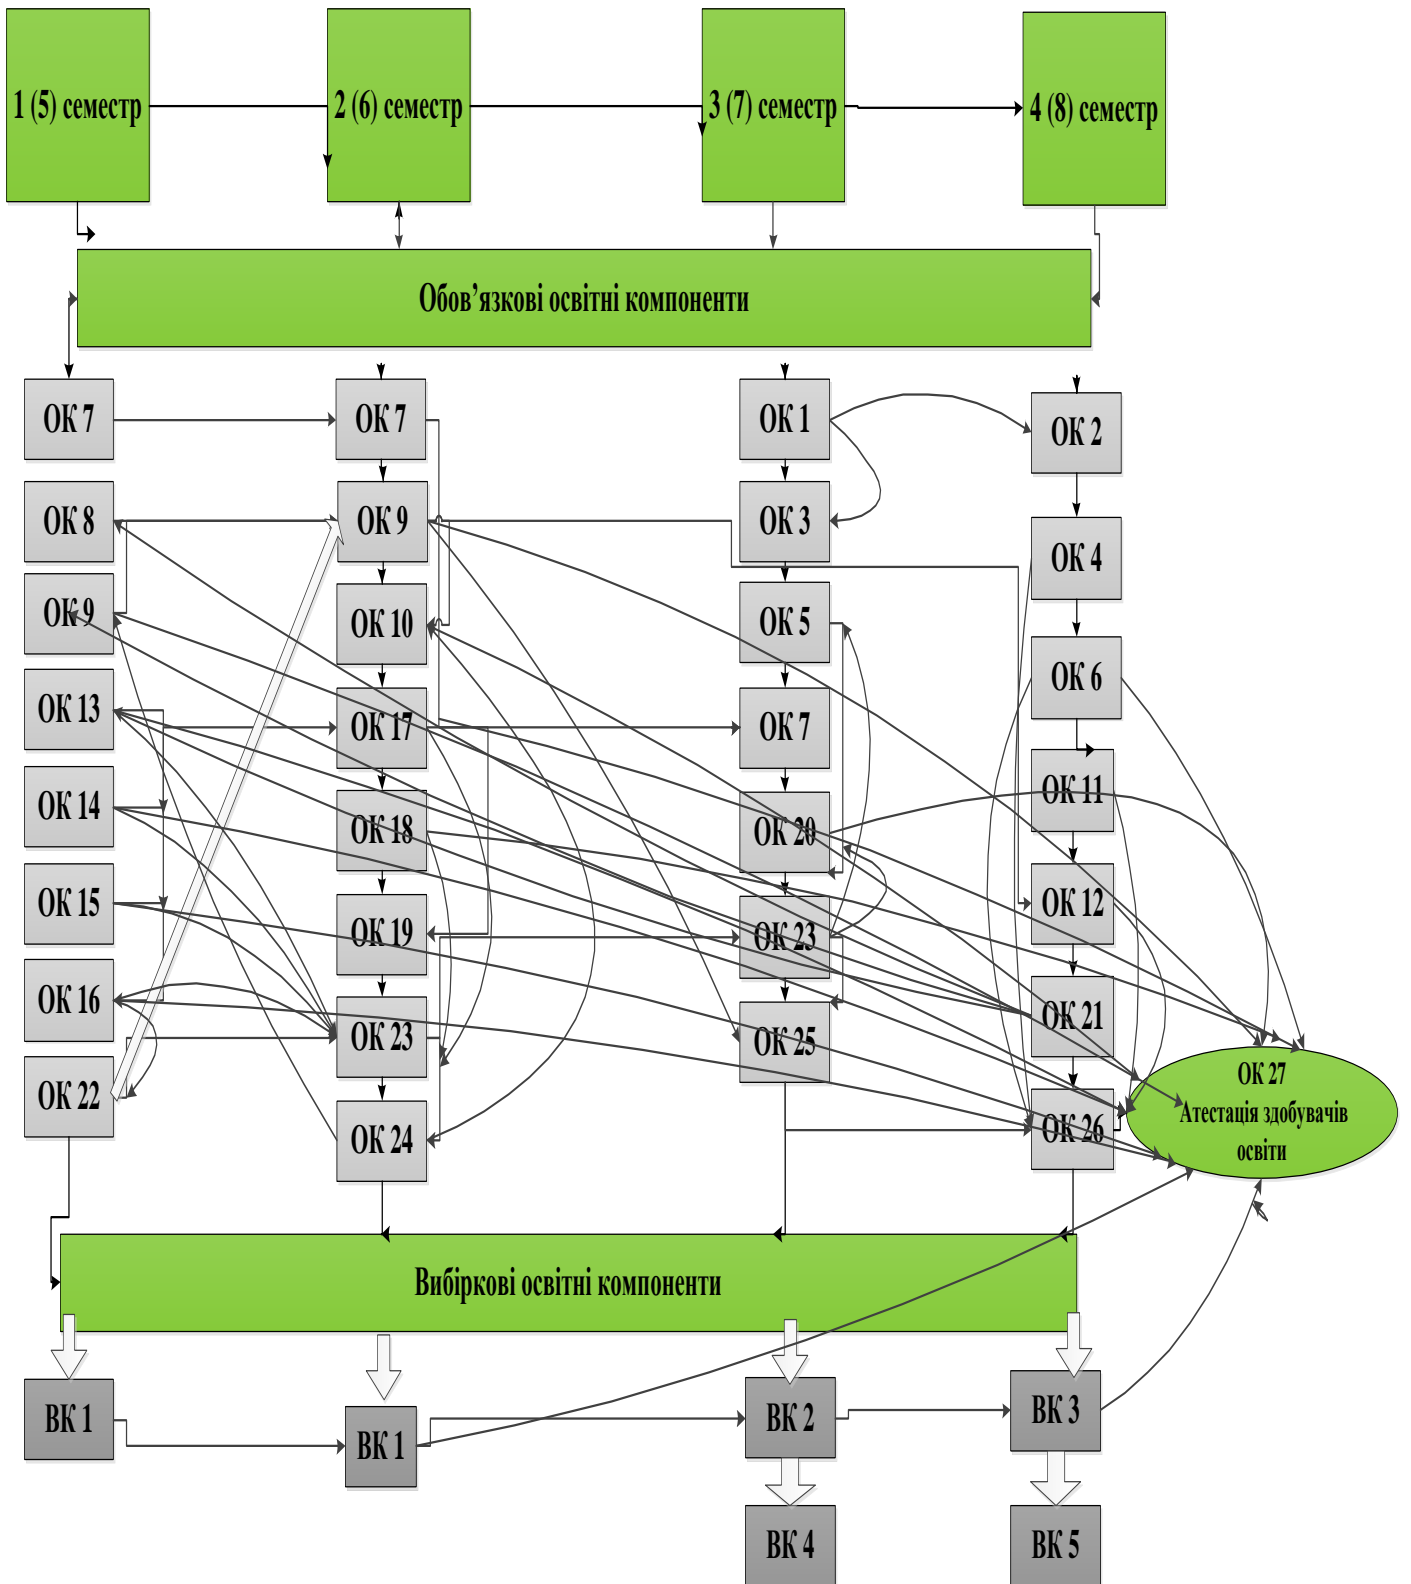 1 (5) семестр
2 (6) семестр
3 (7) семестр
4 (8) семестр
Обов’язкові освітні компоненти
ОК 7
ОК 8
ОК 9
ОК 13
ОК 14
ОК 15
ОК 16
ОК 22
ОК 7
ОК 9
ОК 10
ОК 17
ОК 18
ОК 19
ОК 23
ОК 24
ОК 1
ОК 3
ОК 5
ОК 7
ОК 20
ОК 23
ОК 25
ОК 2
ОК 4
ОК 6
ОК 11
ОК 12
ОК 21
ОК 26
ОК 27
Атестація здобувачів
освіти
Вибіркові освітні компоненти
ВК 1
ВК 1
ВК 2
ВК 3
ВК 4
ВК 5